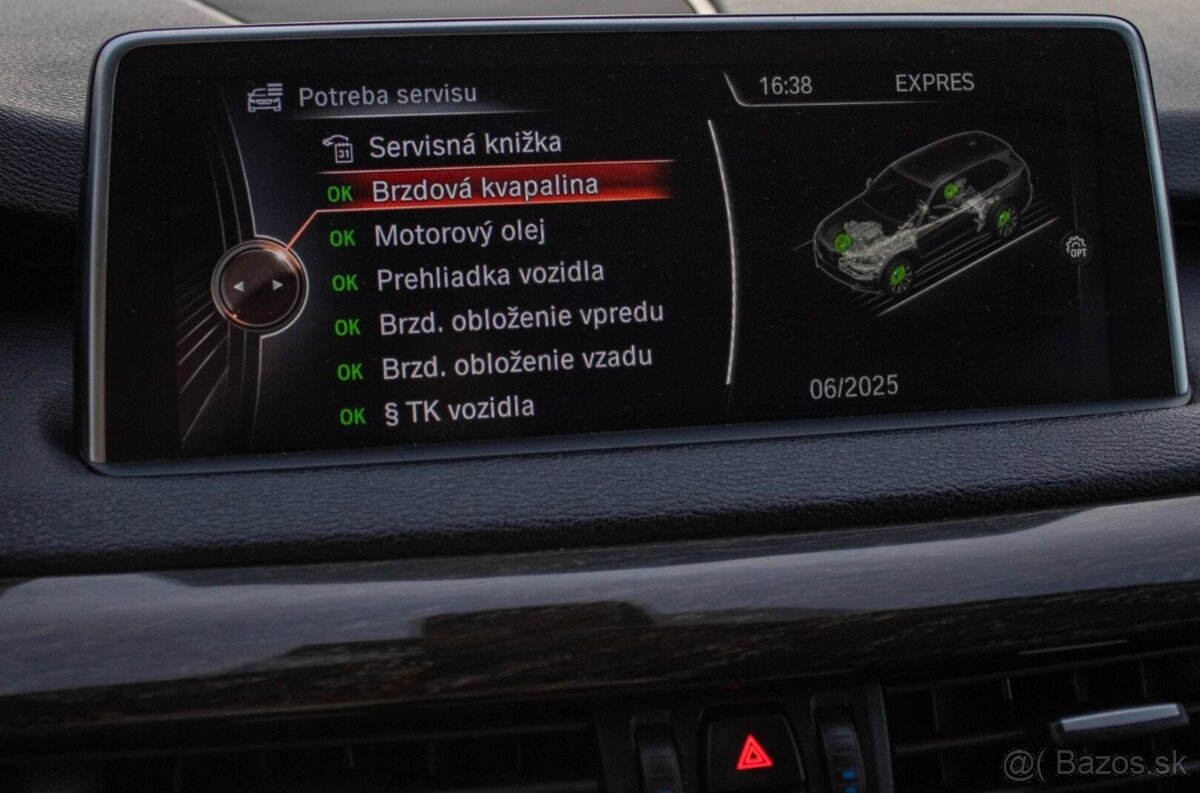 Potreba servisu
16:38
EXPRES
31
Servisná knižka
OK Brzdová kvapalina
OK Motorový olej
OK Prehliadka vozidla
OK Brzd. obloženie vpredu
OK Brzd. obloženie vzadu
OK § TK vozidla
OPT
06/2025
@( Bazos.sk